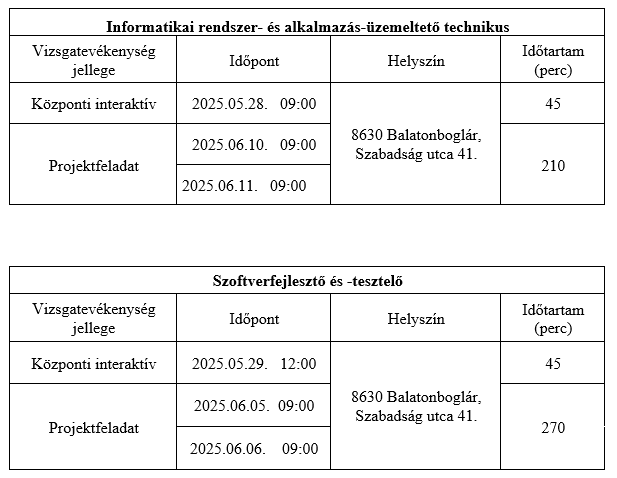 Informatikai rendszer- és alkalmazás-üzemeltető technikus
Vizsgatevékenység jellege Időpont Helyszín Időtartam (perc)
Központi interaktív 2025.05.28. 09:00 8630 Balatonboglár, Szabadság utca 41. 45
Projektfeladat 2025.06.10. 09:00 210
2025.06.11. 09:00
Szoftverfejlesztő és -tesztelő
Vizsgatevékenység jellege Időpont Helyszín Időtartam (perc)
Központi interaktív 2025.05.29. 12:00 8630 Balatonboglár, Szabadság utca 41. 45
Projektfeladat 2025.06.05. 09:00 270
2025.06.06. 09:00